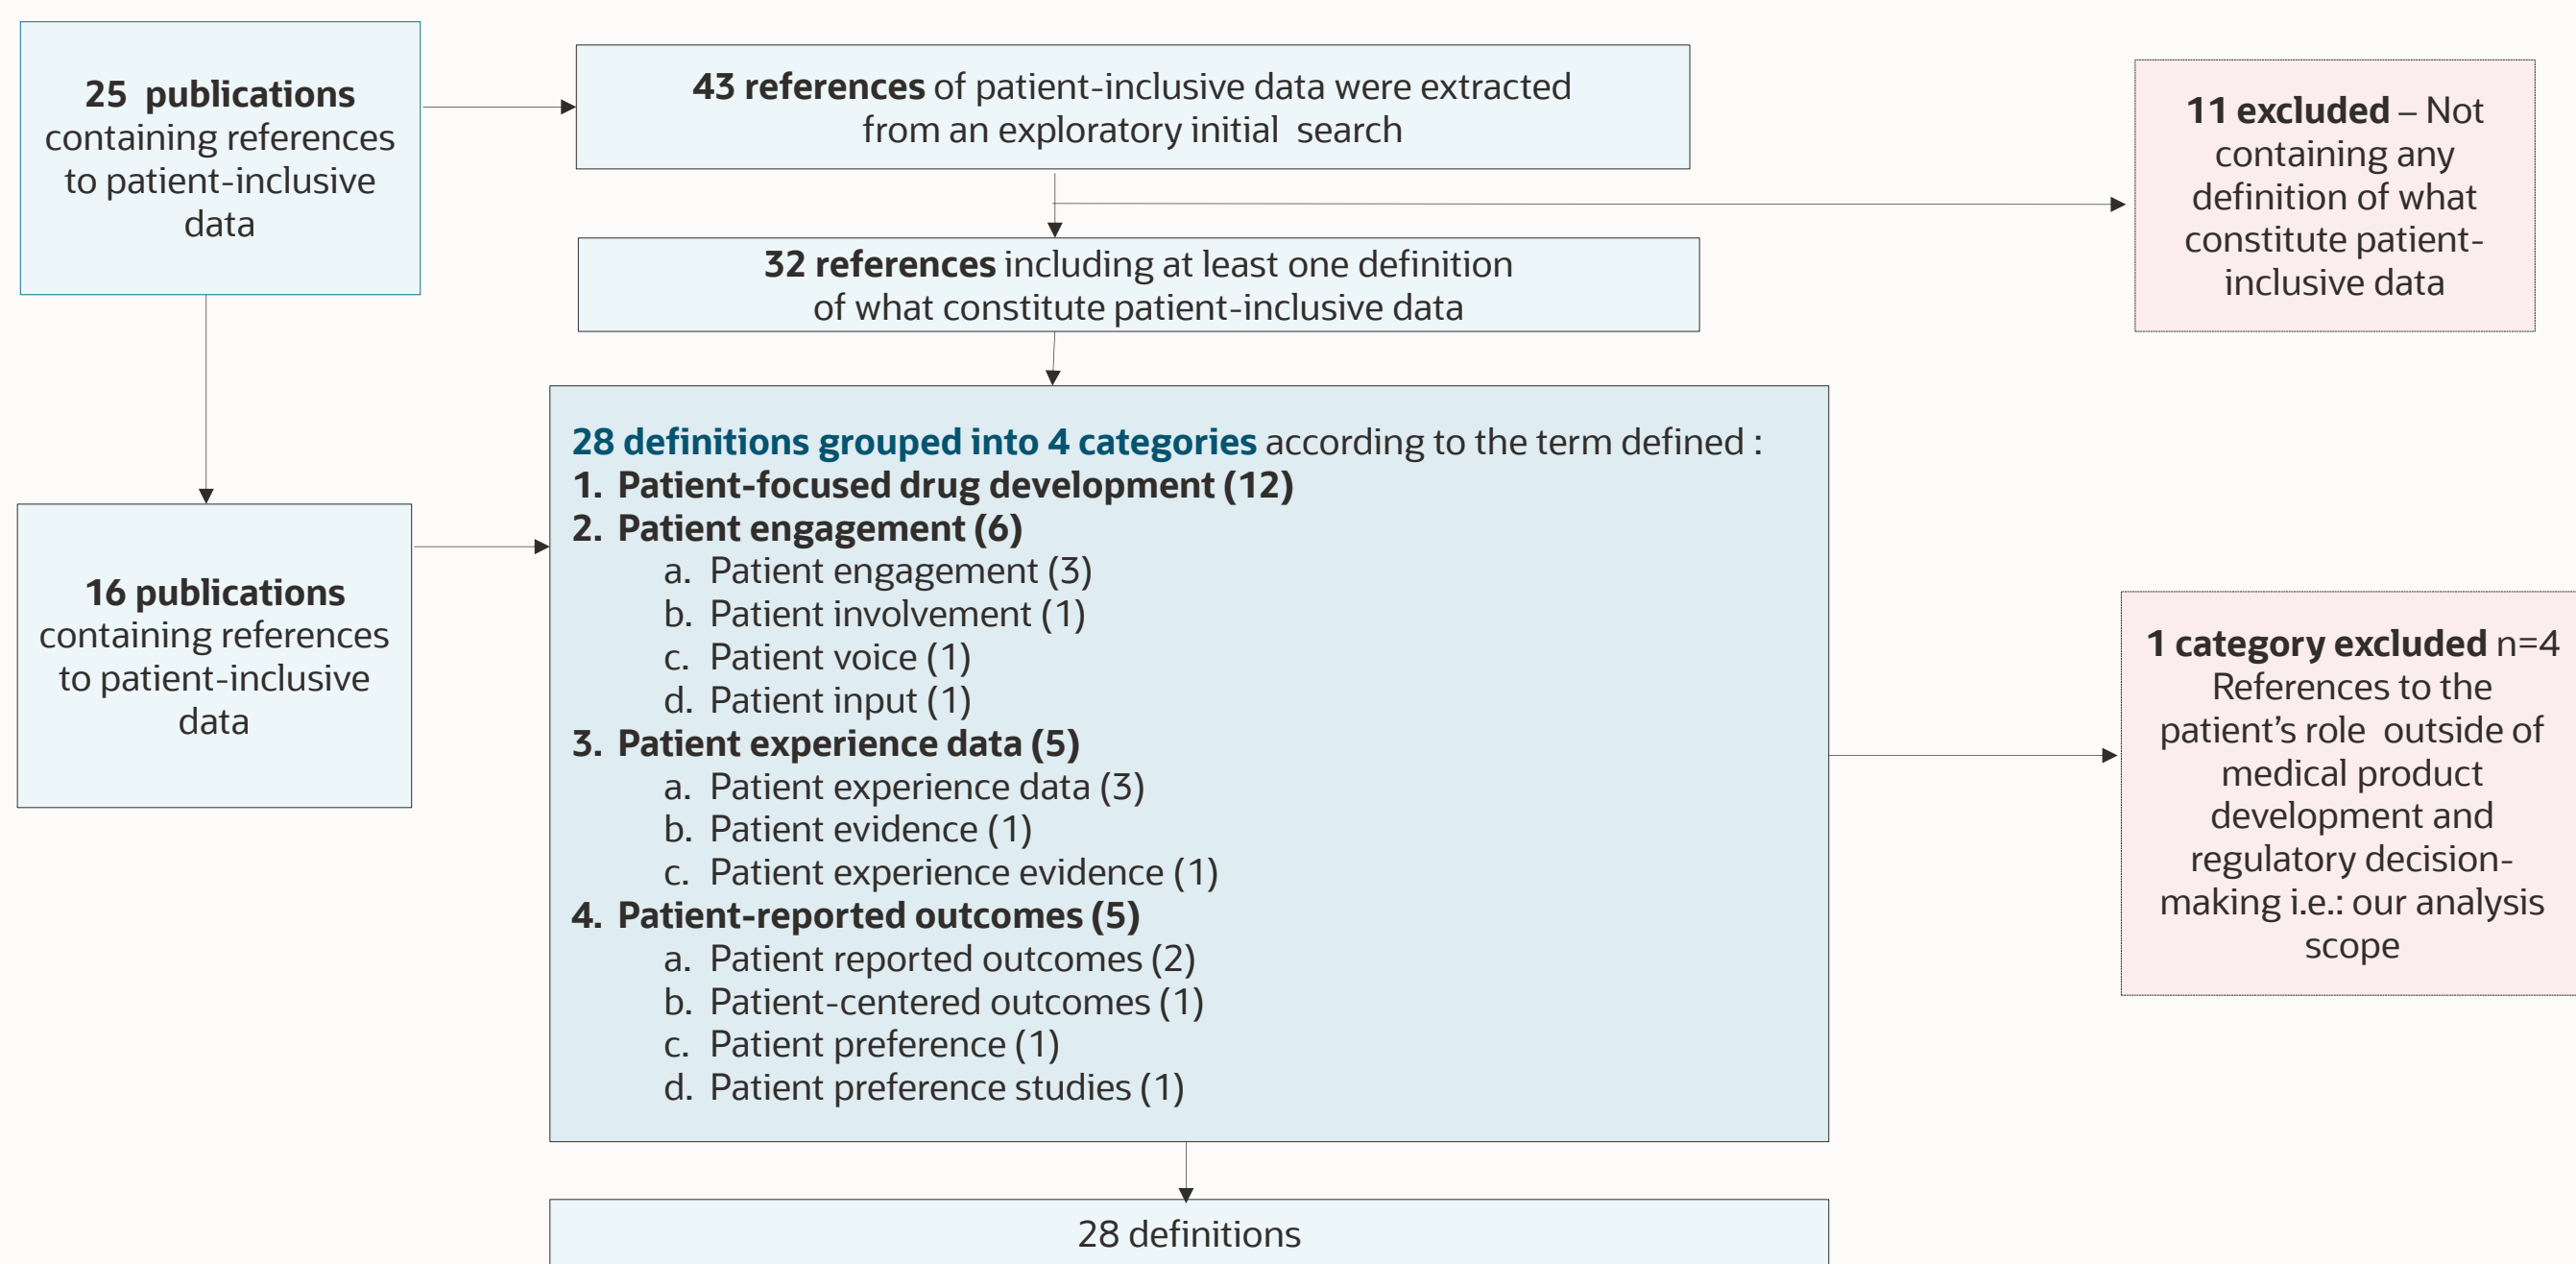 25 publications
containing references
to patient-inclusive
data
43 references of patient-inclusive data were extracted
from an exploratory initial search
11 excluded – Not
containing any
definition of what
constitute patient-
inclusive data
32 references including at least one definition
of what constitute patient-inclusive data
16 publications
containing references
to patient-inclusive
data
28 definitions grouped into 4 categories according to the term defined :
1. Patient-focused drug development (12)
2. Patient engagement (6)
a. Patient engagement (3)
b. Patient involvement (1)
c. Patient voice (1)
d. Patient input (1)
3. Patient experience data (5)
a. Patient experience data (3)
b. Patient evidence (1)
c. Patient experience evidence (1)
4. Patient-reported outcomes (5)
a. Patient reported outcomes (2)
b. Patient-centered outcomes (1)
c. Patient preference (1)
d. Patient preference studies (1)
1 category excluded n=4
References to the
patient’s role outside of
medical product
development and
regulatory decision-
making i.e.: our analysis
scope
28 definitions